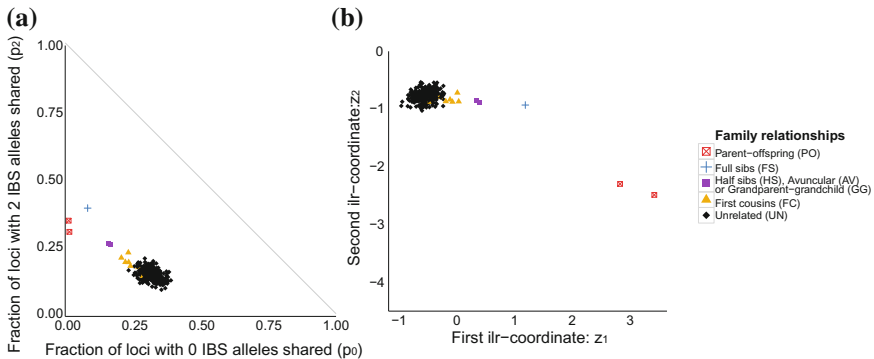 (a)
Fraction of loci with 2 IBS alleles shared (p2)
1.00
0.75
0.50
0.25
0.00
0.00 0.25 0.50 0.75 1.00
Fraction of loci with 0 IBS alleles shared (p0)
(b)
Second ilr-coordinate:z2
0
−1
−2
−3
−4
−1 0 1 2 3
First ilr-coordinate: z1
Family relationships
Parent−offspring (PO)
Full sibs (FS)
Half sibs (HS), Avuncular (AV)
or Grandparent-grandchild (GG)
First cousins (FC)
Unrelated (UN)